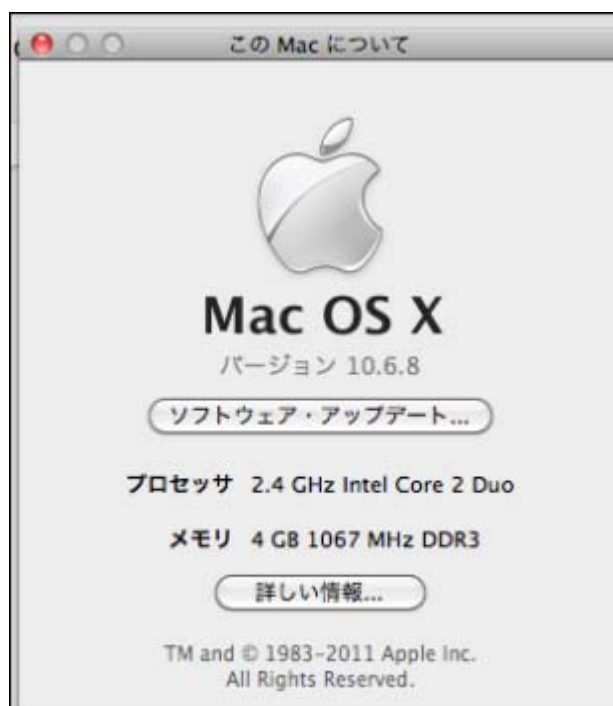 この Mac について
Mac OS X
バージョン 10.6.8
ソフトウェア・アップデート...
プロセッサ 2.4 GHz Intel Core 2 Duo
メモリ 4 GB 1067 MHz DDR3
詳しい情報...
TM and © 1983-2011 Apple Inc.
All Rights Reserved.